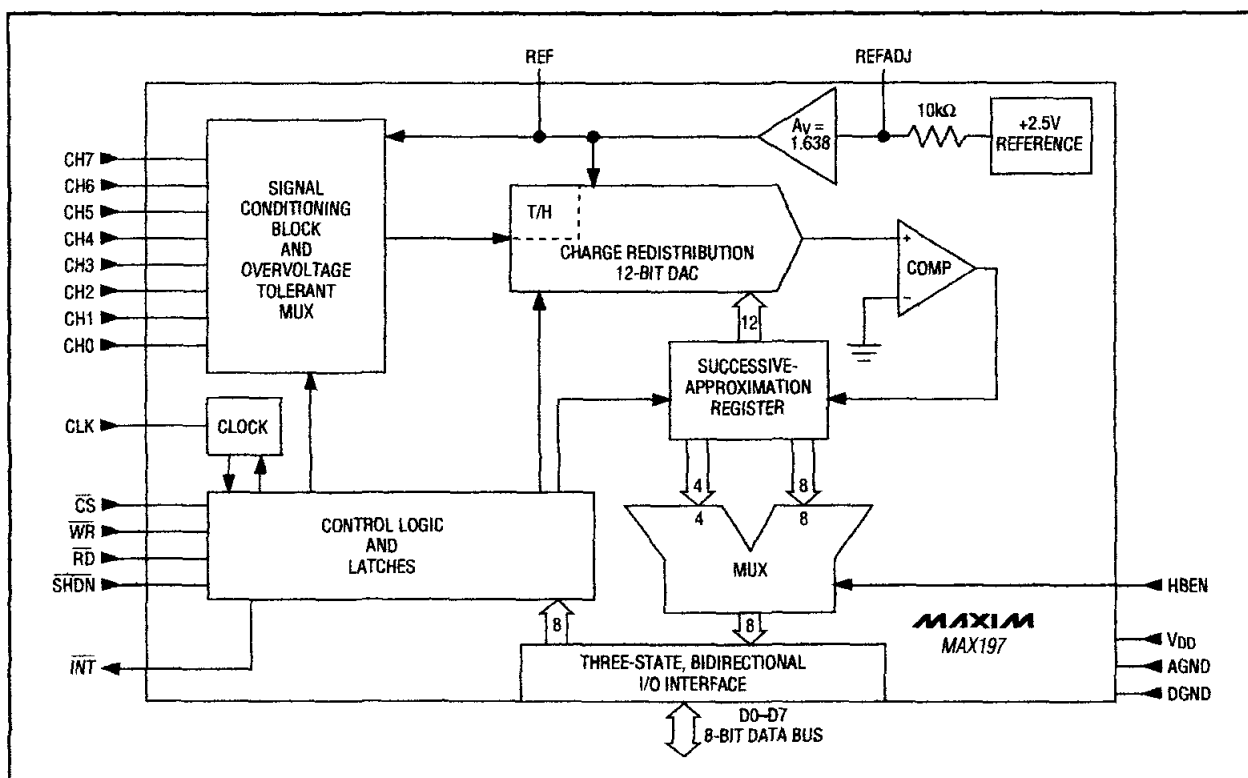 REF
REFADJ
10kΩ
+2.5V
REFERENCE
AV =
1.638
CH7
CH6
CH5
CH4
CH3
CH2
CH1
CH0
SIGNAL
CONDITIONING
BLOCK
AND
OVERVOLTAGE
TOLERANT
MUX
T/H
CHARGE REDISTRIBUTION
12-BIT DAC
+
COMP
–
12
SUCCESSIVE-
APPROXIMATION
REGISTER
CLK
CLOCK
4
8
4
8
MUX
CS
WR
RD
SHDN
CONTROL LOGIC
AND
LATCHES
HBEN
8
8
MAXIM
MAX197
VDD
AGND
DGND
INT
THREE-STATE, BIDIRECTIONAL
I/O INTERFACE
D0–D7
8-BIT DATA BUS